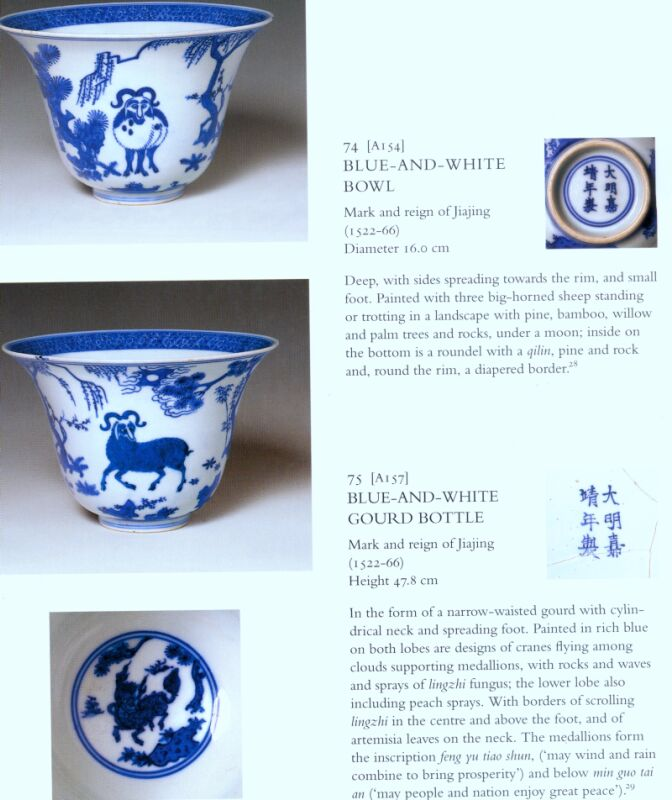 74 [A154]
BLUE-AND-WHITE
BOWL
Mark and reign of Jiajing
(1522-66)
Diameter 16.0 cm
大明嘉
靖年製
Deep, with sides spreading towards the rim, and small
foot. Painted with three big-horned sheep standing
or trotting in a landscape with pine, bamboo, willow
and palm trees and rocks, under a moon; inside on
the bottom is a roundel with a qilin, pine and rock
and, round the rim, a diapered border.28
75 [A157]
BLUE-AND-WHITE
GOURD BOTTLE
Mark and reign of Jiajing
(1522-66)
Height 47.8 cm
大明嘉
靖年製
In the form of a narrow-waisted gourd with cylin-
drical neck and spreading foot. Painted in rich blue
on both lobes are designs of cranes flying among
clouds supporting medallions, with rocks and waves
and sprays of lingzhi fungus; the lower lobe also
including peach sprays. With borders of scrolling
lingzhi in the centre and above the foot, and of
artemisia leaves on the neck. The medallions form
the inscription feng yu tiao shun, (‘may wind and rain
combine to bring prosperity’) and below min guo tai
an (‘may people and nation enjoy great peace’).29